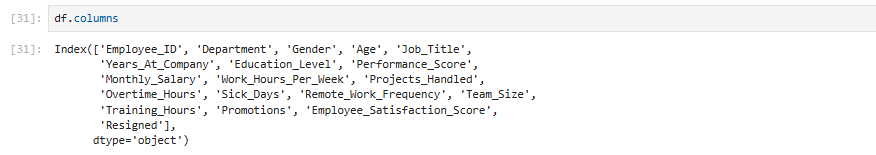 [31]: df.columns
[31]: Index(['Employee_ID', 'Department', 'Gender', 'Age', 'Job_Title',
'Years_At_Company', 'Education_Level', 'Performance_Score',
'Monthly_Salary', 'Work_Hours_Per_Week', 'Projects_Handled',
'Overtime_Hours', 'Sick_Days', 'Remote_Work_Frequency', 'Team_Size',
'Training_Hours', 'Promotions', 'Employee_Satisfaction_Score',
'Resigned'],
dtype='object')